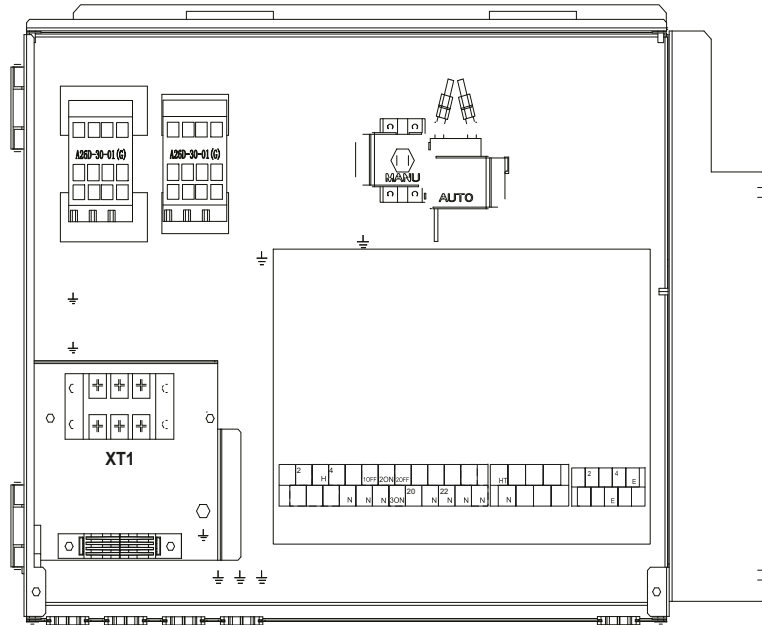 A26D-30-01(G) A26D-30-01(G)
MANU
AUTO
XT1
2 4
H 1OFF 2ON 2OFF
20 22
N N N 3ON N N N N
HT
N
2 4
E
E